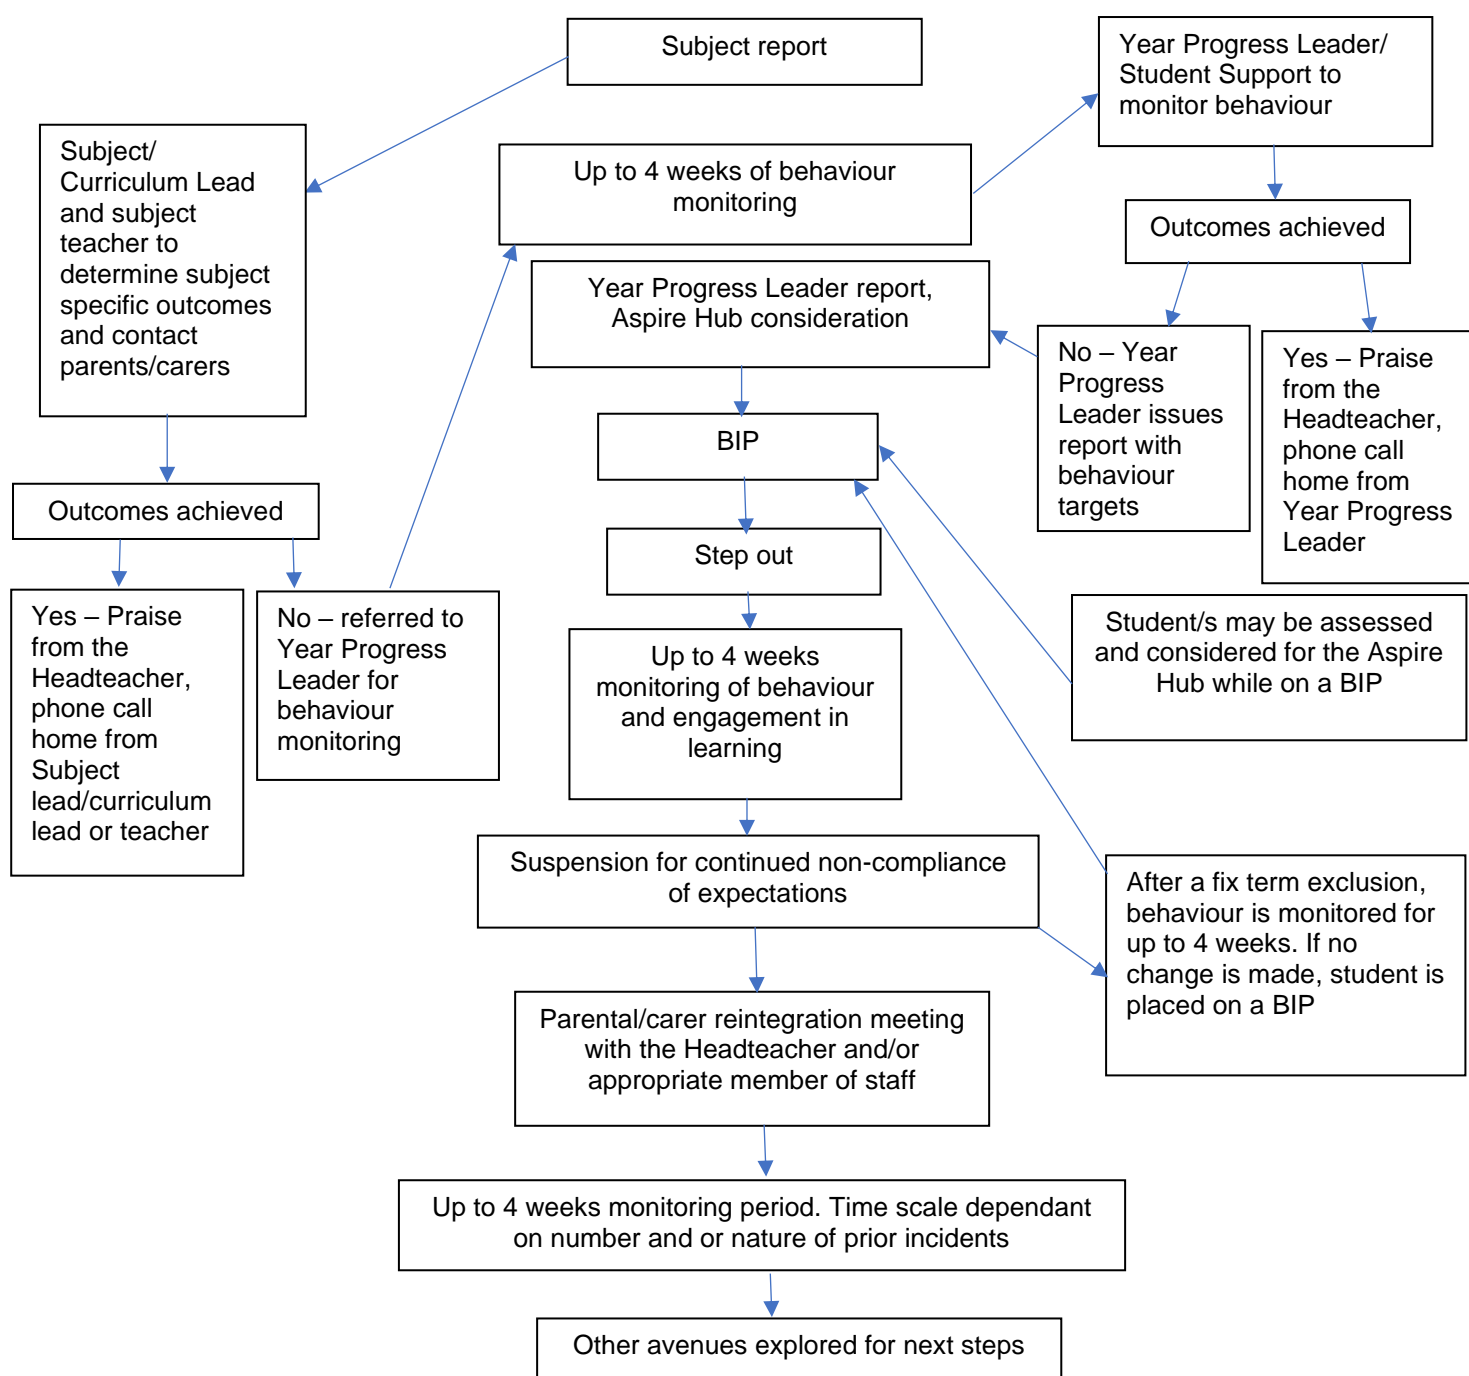 Subject report
Year Progress Leader/
Student Support to
monitor behaviour
Subject/
Curriculum Lead
and subject
teacher to
determine subject
specific outcomes
and contact
parents/carers
Up to 4 weeks of behaviour
monitoring
Outcomes achieved
Year Progress Leader report,
Aspire Hub consideration
No – Year
Progress
Leader issues
report with
behaviour
targets
Yes – Praise
from the
Headteacher,
phone call
home from
Year Progress
Leader
BIP
Outcomes achieved
Step out
Yes – Praise
from the
Headteacher,
phone call
home from
Subject
lead/curriculum
lead or teacher
No – referred to
Year Progress
Leader for
behaviour
monitoring
Student/s may be assessed
and considered for the Aspire
Hub while on a BIP
Up to 4 weeks
monitoring of behaviour
and engagement in
learning
Suspension for continued non-compliance
of expectations
After a fix term exclusion,
behaviour is monitored for
up to 4 weeks. If no
change is made, student is
placed on a BIP
Parental/carer reintegration meeting
with the Headteacher and/or
appropriate member of staff
Up to 4 weeks monitoring period. Time scale dependant
on number and or nature of prior incidents
Other avenues explored for next steps